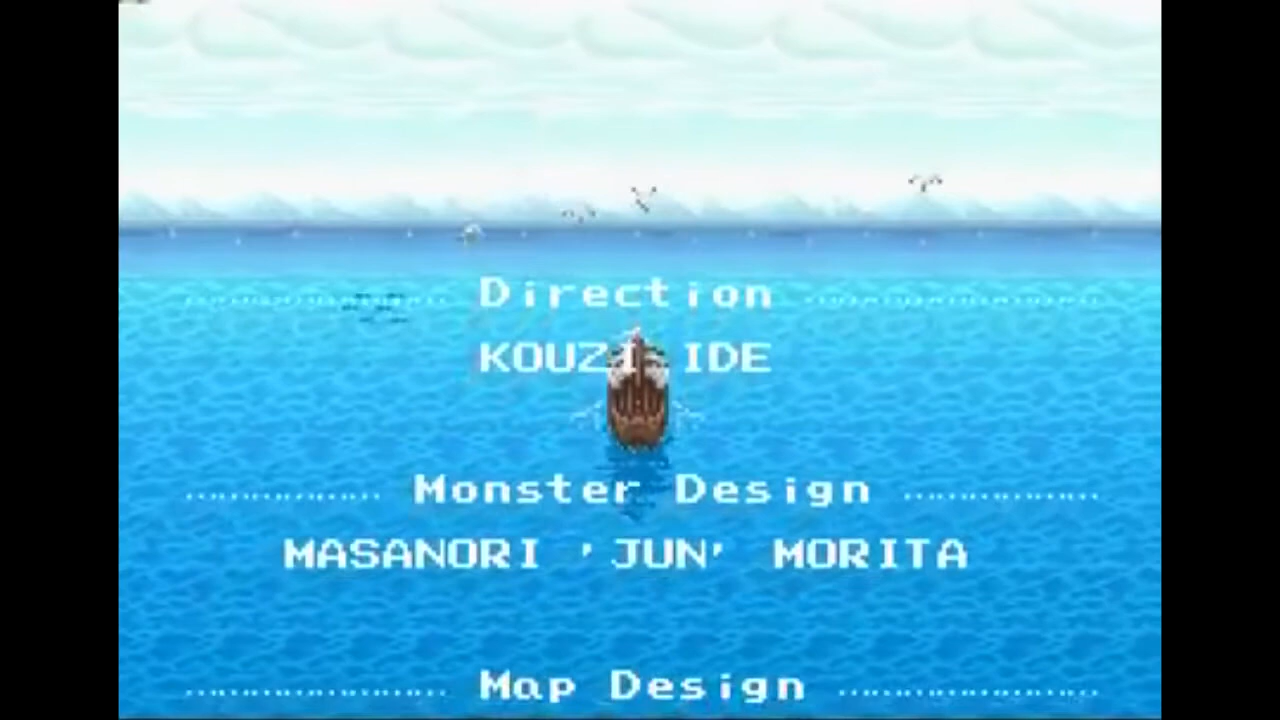 Direction
KOUZI IDE
Monster Design
MASANORI 'JUN' MORITA
Map Design